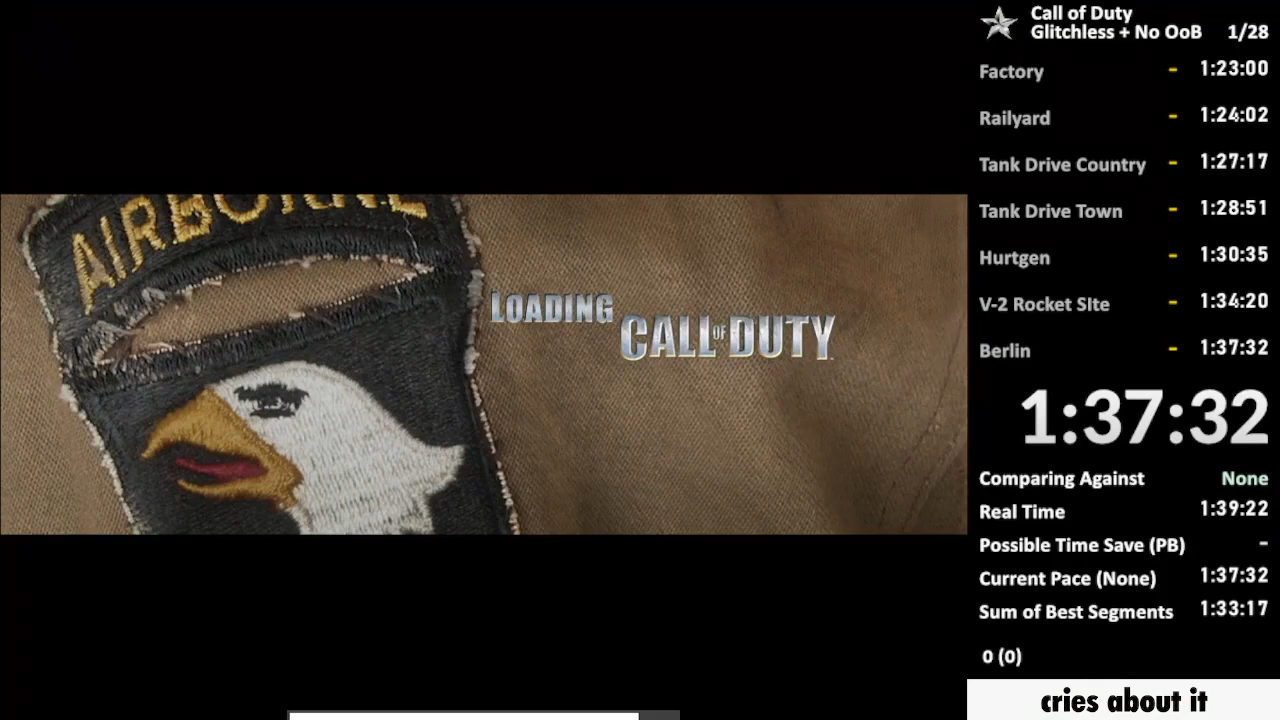 Call of Duty
Glitchless + No OoB 1/28
Factory - 1:23:00
Railyard - 1:24:02
Tank Drive Country - 1:27:17
Tank Drive Town - 1:28:51
Hurtgen - 1:30:35
V-2 Rocket SIte - 1:34:20
Berlin - 1:37:32
1:37:32
Comparing Against None
Real Time 1:39:22
Possible Time Save (PB) -
Current Pace (None) 1:37:32
Sum of Best Segments 1:33:17
0 (0)
cries about it
AIRBORNE
LOADING
CALL OF DUTY